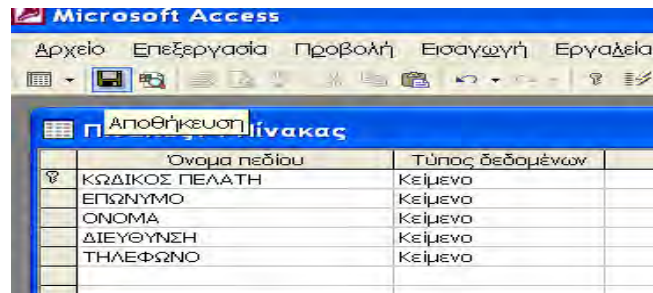 Microsoft Access
Αρχείο Επεξεργασία Προβολή Εισαγωγή Εργαλεία
Αποθήκευση
Πίνακας
Όνομα πεδίου Τύπος δεδομένων
ΚΩΔΙΚΟΣ ΠΕΛΑΤΗ Κείμενο
ΕΠΩΝΥΜΟ Κείμενο
ΟΝΟΜΑ Κείμενο
ΔΙΕΥΘΥΝΣΗ Κείμενο
ΤΗΛΕΦΩΝΟ Κείμενο